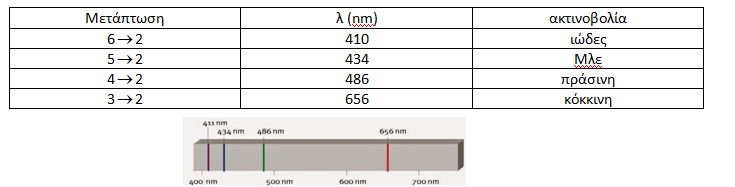 Μετάπτωση λ (nm) ακτινοβολία
6→2 410 ιώδες
5→2 434 Μλε
4→2 486 πράσινη
3→2 656 κόκκινη
411 nm
434 nm 486 nm 656 nm
400 nm 500 nm 600 nm 700 nm